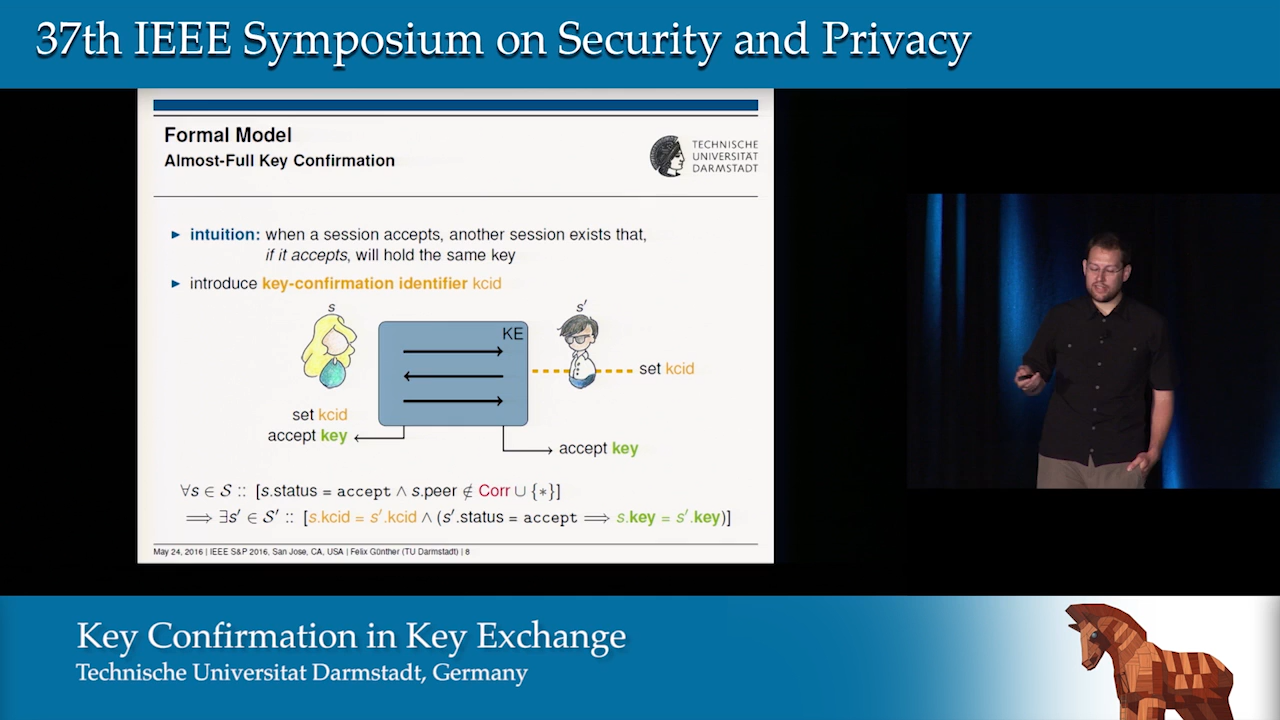 37th IEEE Symposium on Security and Privacy
Formal Model
Almost-Full Key Confirmation
TECHNISCHE
UNIVERSITÄT
DARMSTADT
► intuition: when a session accepts, another session exists that,
if it accepts, will hold the same key
► introduce key-confirmation identifier kcid
s
s′
KE
set kcid
set kcid
accept key
accept key
∀s ∈ S :: [s.status = accept ∧ s.peer ∉ Corr ∪ {*}]
⟹ ∃s′ ∈ S′ :: [s.kcid = s′.kcid ∧ (s′.status = accept ⟹ s.key = s′.key)]
May 24, 2016 | IEEE S&P 2016, San Jose, CA, USA | Felix Günther (TU Darmstadt) | 8
Key Confirmation in Key Exchange
Technische Universitat Darmstadt, Germany